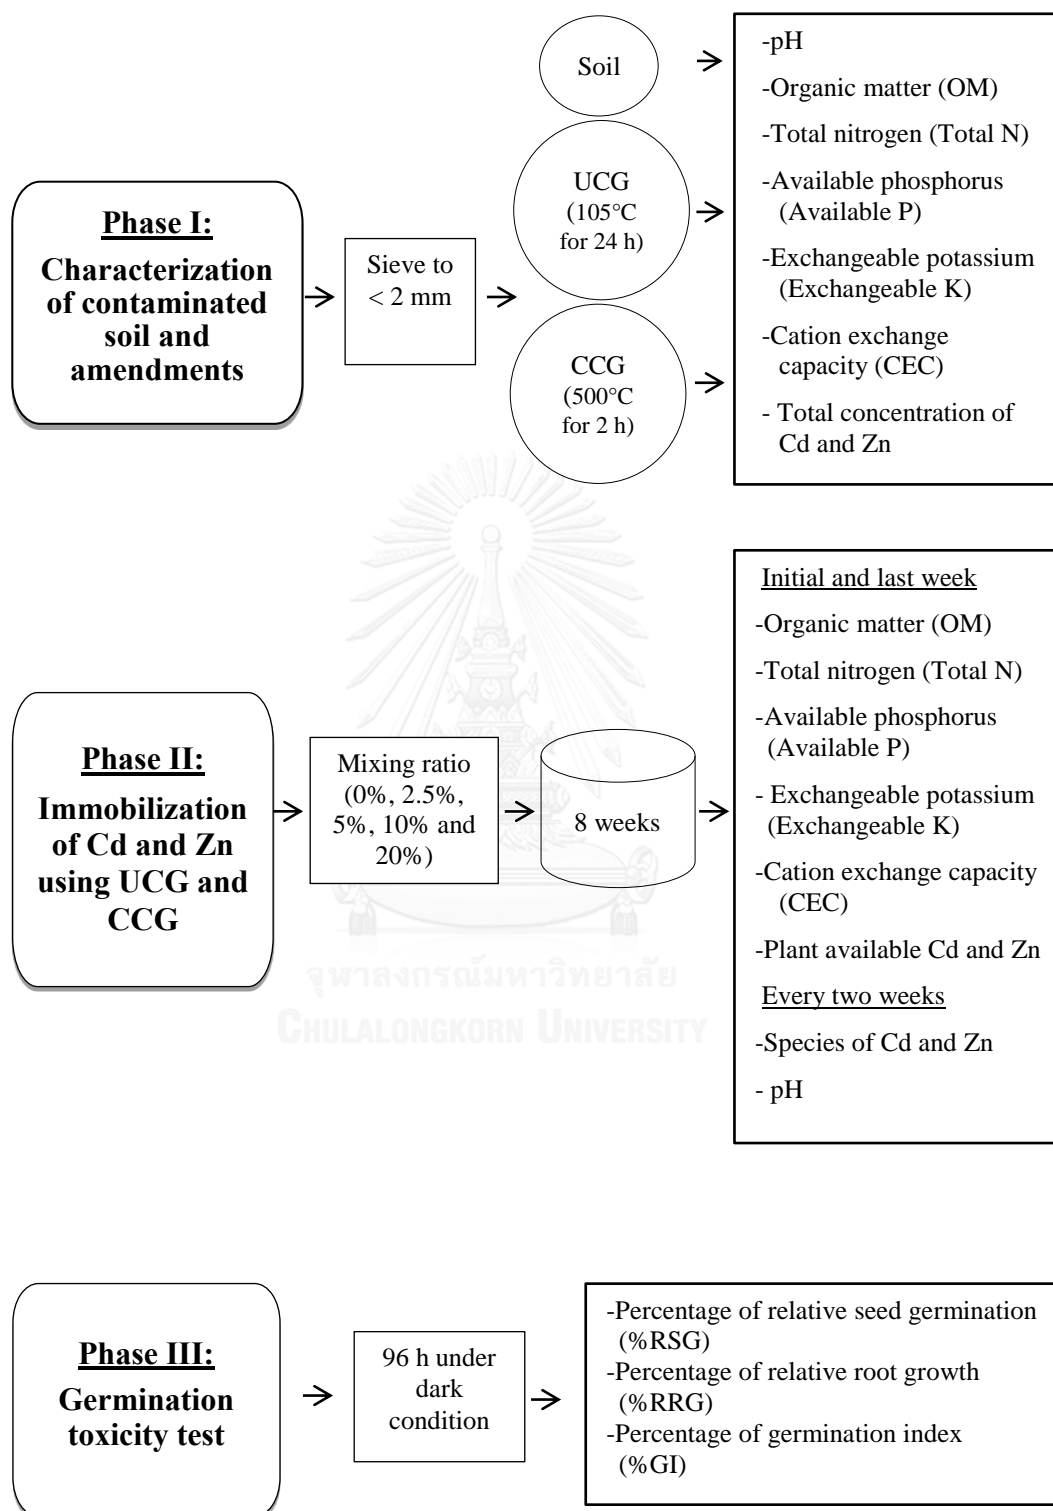 Phase I:
Characterization
of contaminated
soil and
amendments
Sieve to
< 2 mm
Soil
UCG
(105°C
for 24 h)
CCG
(500°C
for 2 h)
-pH
-Organic matter (OM)
-Total nitrogen (Total N)
-Available phosphorus
(Available P)
-Exchangeable potassium
(Exchangeable K)
-Cation exchange
capacity (CEC)
- Total concentration of
Cd and Zn
Phase II:
Immobilization
of Cd and Zn
using UCG and
CCG
Mixing ratio
(0%, 2.5%,
5%, 10% and
20%)
8 weeks
Initial and last week
-Organic matter (OM)
-Total nitrogen (Total N)
-Available phosphorus
(Available P)
- Exchangeable potassium
(Exchangeable K)
-Cation exchange capacity
(CEC)
-Plant available Cd and Zn
Every two weeks
-Species of Cd and Zn
- pH
จุฬาลงกรณ์มหาวิทยาลัย
CHULALONGKORN UNIVERSITY
Phase III:
Germination
toxicity test
96 h under
dark
condition
-Percentage of relative seed germination
(%RSG)
-Percentage of relative root growth
(%RRG)
-Percentage of germination index
(%GI)